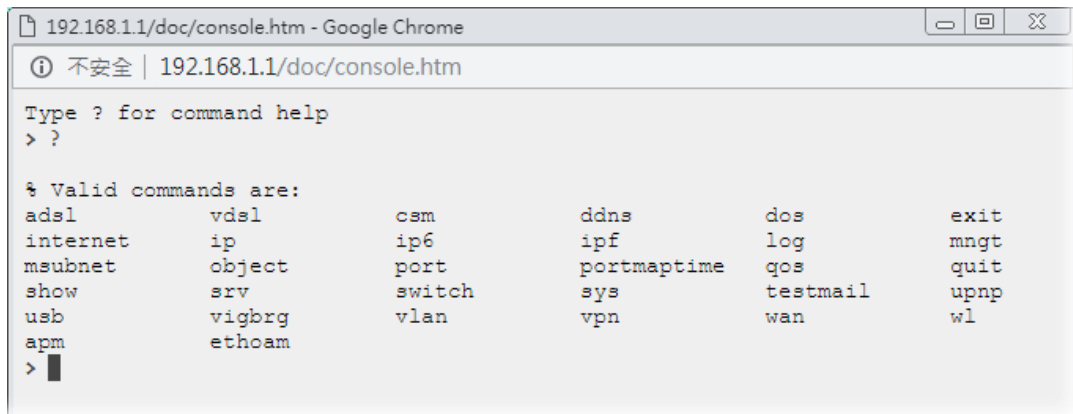 192.168.1.1/doc/console.htm - Google Chrome
不安全 | 192.168.1.1/doc/console.htm
Type ? for command help
> ?
% Valid commands are:
adsl vdsl csm ddns dos exit
internet ip ip6 ipf log mngt
msubnet object port portmaptime qos quit
show srv switch sys testmail upnp
usb vigbrg vlan vpn wan wl
apm ethoam
>